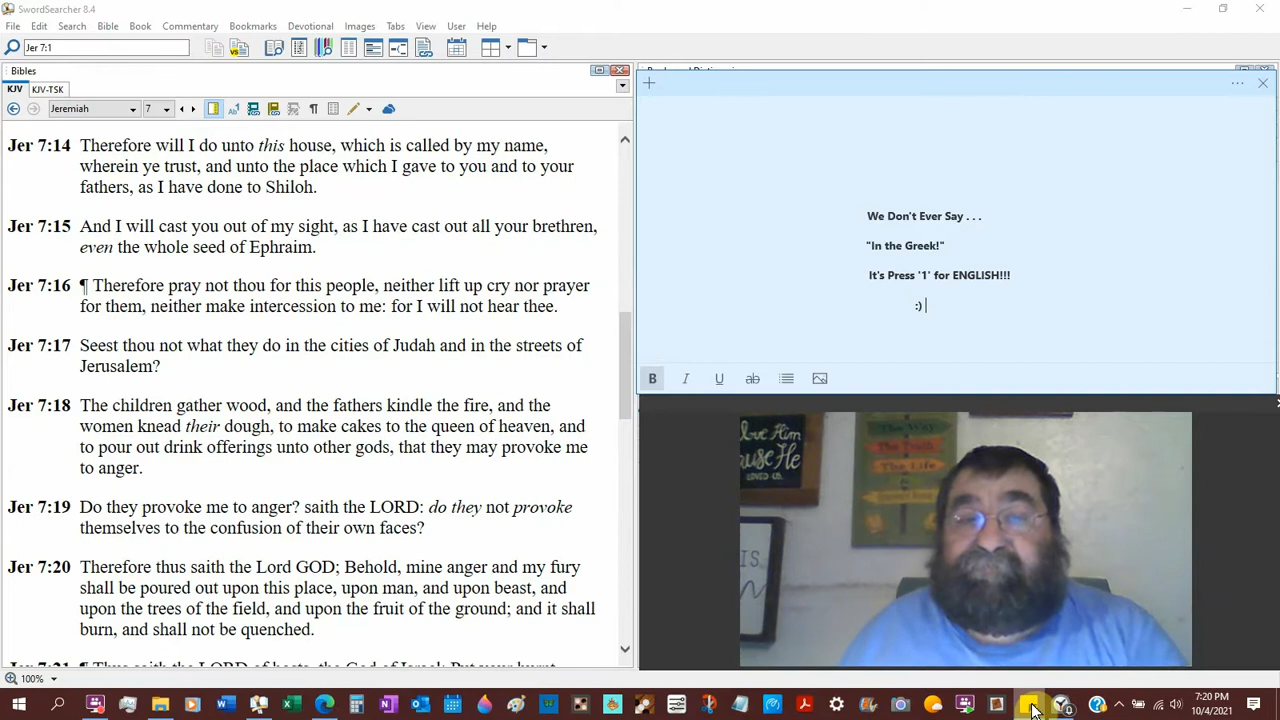 SwordSearcher 8.4
File Edit Search Bible Book Commentary Bookmarks Devotional Images Tabs View User Help
Jer 7:1
Bibles
KJV KJV-TSK
Jeremiah 7
Jer 7:14 Therefore will I do unto this house, which is called by my name,
wherein ye trust, and unto the place which I gave to you and to your
fathers, as I have done to Shiloh.
Jer 7:15 And I will cast you out of my sight, as I have cast out all your brethren,
even the whole seed of Ephraim.
Jer 7:16 ¶ Therefore pray not thou for this people, neither lift up cry nor prayer
for them, neither make intercession to me: for I will not hear thee.
Jer 7:17 Seest thou not what they do in the cities of Judah and in the streets of
Jerusalem?
Jer 7:18 The children gather wood, and the fathers kindle the fire, and the
women knead their dough, to make cakes to the queen of heaven, and
to pour out drink offerings unto other gods, that they may provoke me
to anger.
Jer 7:19 Do they provoke me to anger? saith the LORD: do they not provoke
themselves to the confusion of their own faces?
Jer 7:20 Therefore thus saith the Lord GOD; Behold, mine anger and my fury
shall be poured out upon this place, upon man, and upon beast, and
upon the trees of the field, and upon the fruit of the ground; and it shall
burn, and shall not be quenched.
100%
We Don't Ever Say . . .
"In the Greek!"
It's Press '1' for ENGLISH!!!
:)
B I U ab
The Way
The Truth
The Life
7:20 PM
10/4/2021